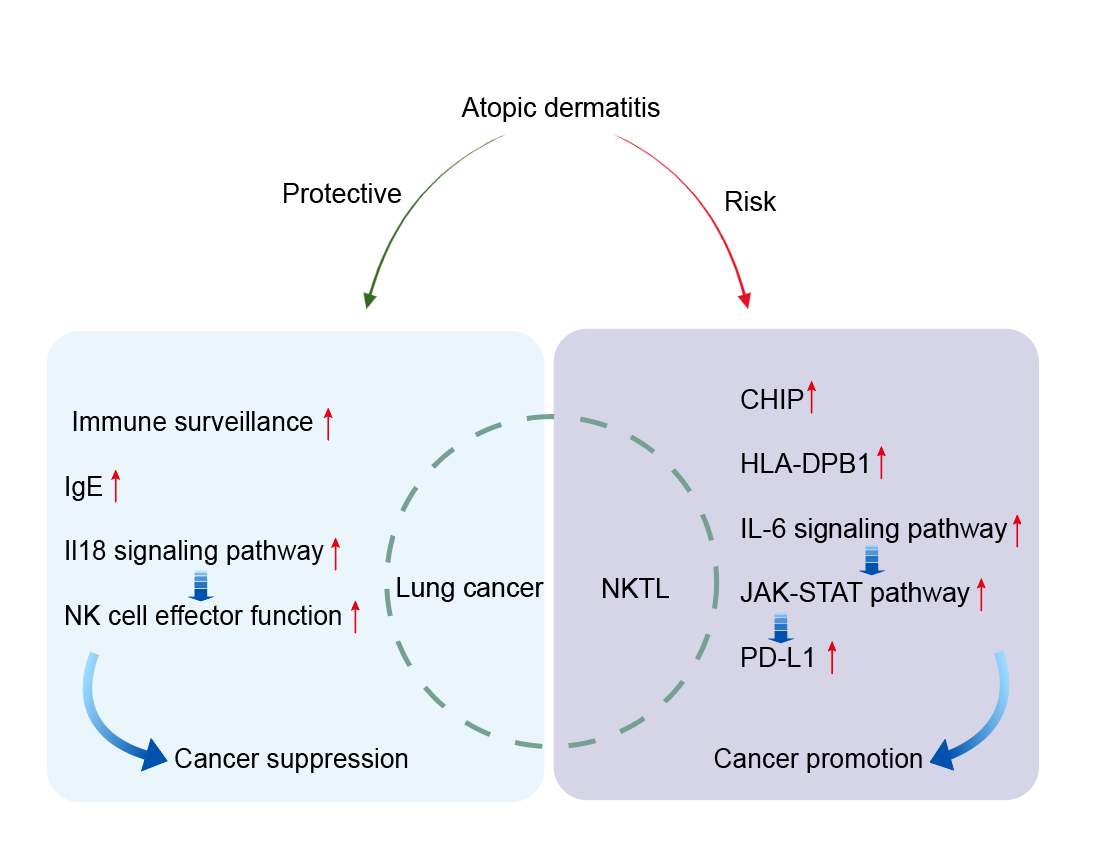 Atopic dermatitis
Protective
Risk
Immune surveillance
IgE
Il18 signaling pathway
NK cell effector function
Cancer suppression
Lung cancer
NKTL
CHIP
HLA-DPB1
IL-6 signaling pathway
JAK-STAT pathway
PD-L1
Cancer promotion